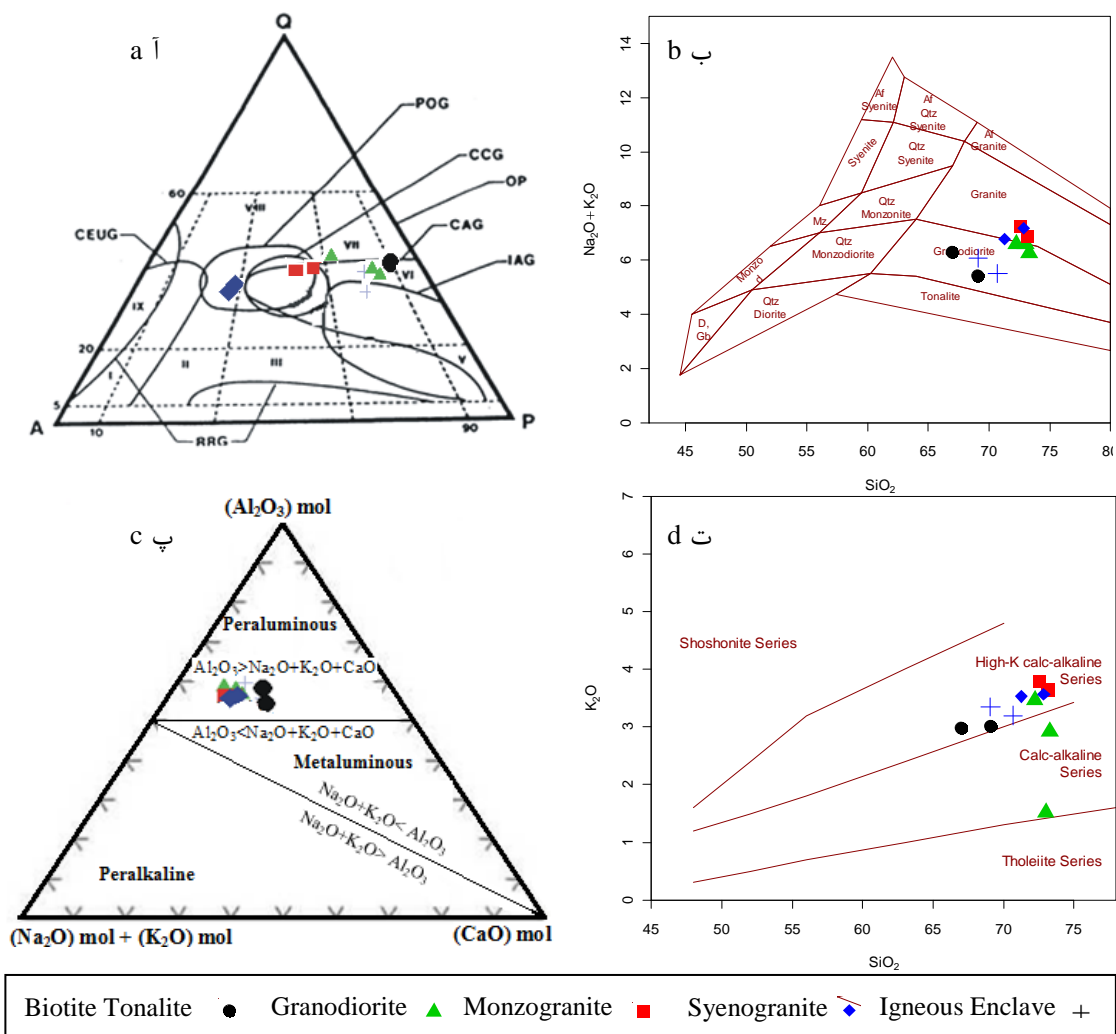 a آ
Q
POG
CCG
OP
CAG
IAG
CEUG
60
VIII
VII
VI
IX
20
I
II
III
V
5
A
10
90
P
BBG
b ب
Na₂O + K₂O
14
12
10
8
6
4
2
0
Af
Syenite
Af
Qtz
Syenite
Af
Granite
Syenite
Qtz
Syenite
Granite
Mz
Qtz
Monzonite
Monzo
d
Qtz
Monzodiorite
Granodiorite
Tonalite
Qtz
Diorite
D,
Gb
45 50 55 60 65 70 75 80
SiO₂
c پ
(Al₂O₃) mol
Peraluminous
Al₂O₃>Na₂O+K₂O+CaO
Al₂O₃<Na₂O+K₂O+CaO
Metaluminous
Na₂O+K₂O< Al₂O₃
Na₂O+K₂O> Al₂O₃
Peralkaline
(Na₂O) mol + (K₂O) mol
(CaO) mol
d ت
K₂O
7
6
5
4
3
2
1
0
Shoshonite Series
High-K calc-alkaline
Series
Calc-alkaline
Series
Tholeiite Series
45 50 55 60 65 70 75
SiO₂
Biotite Tonalite Granodiorite Monzogranite Syenogranite Igneous Enclave